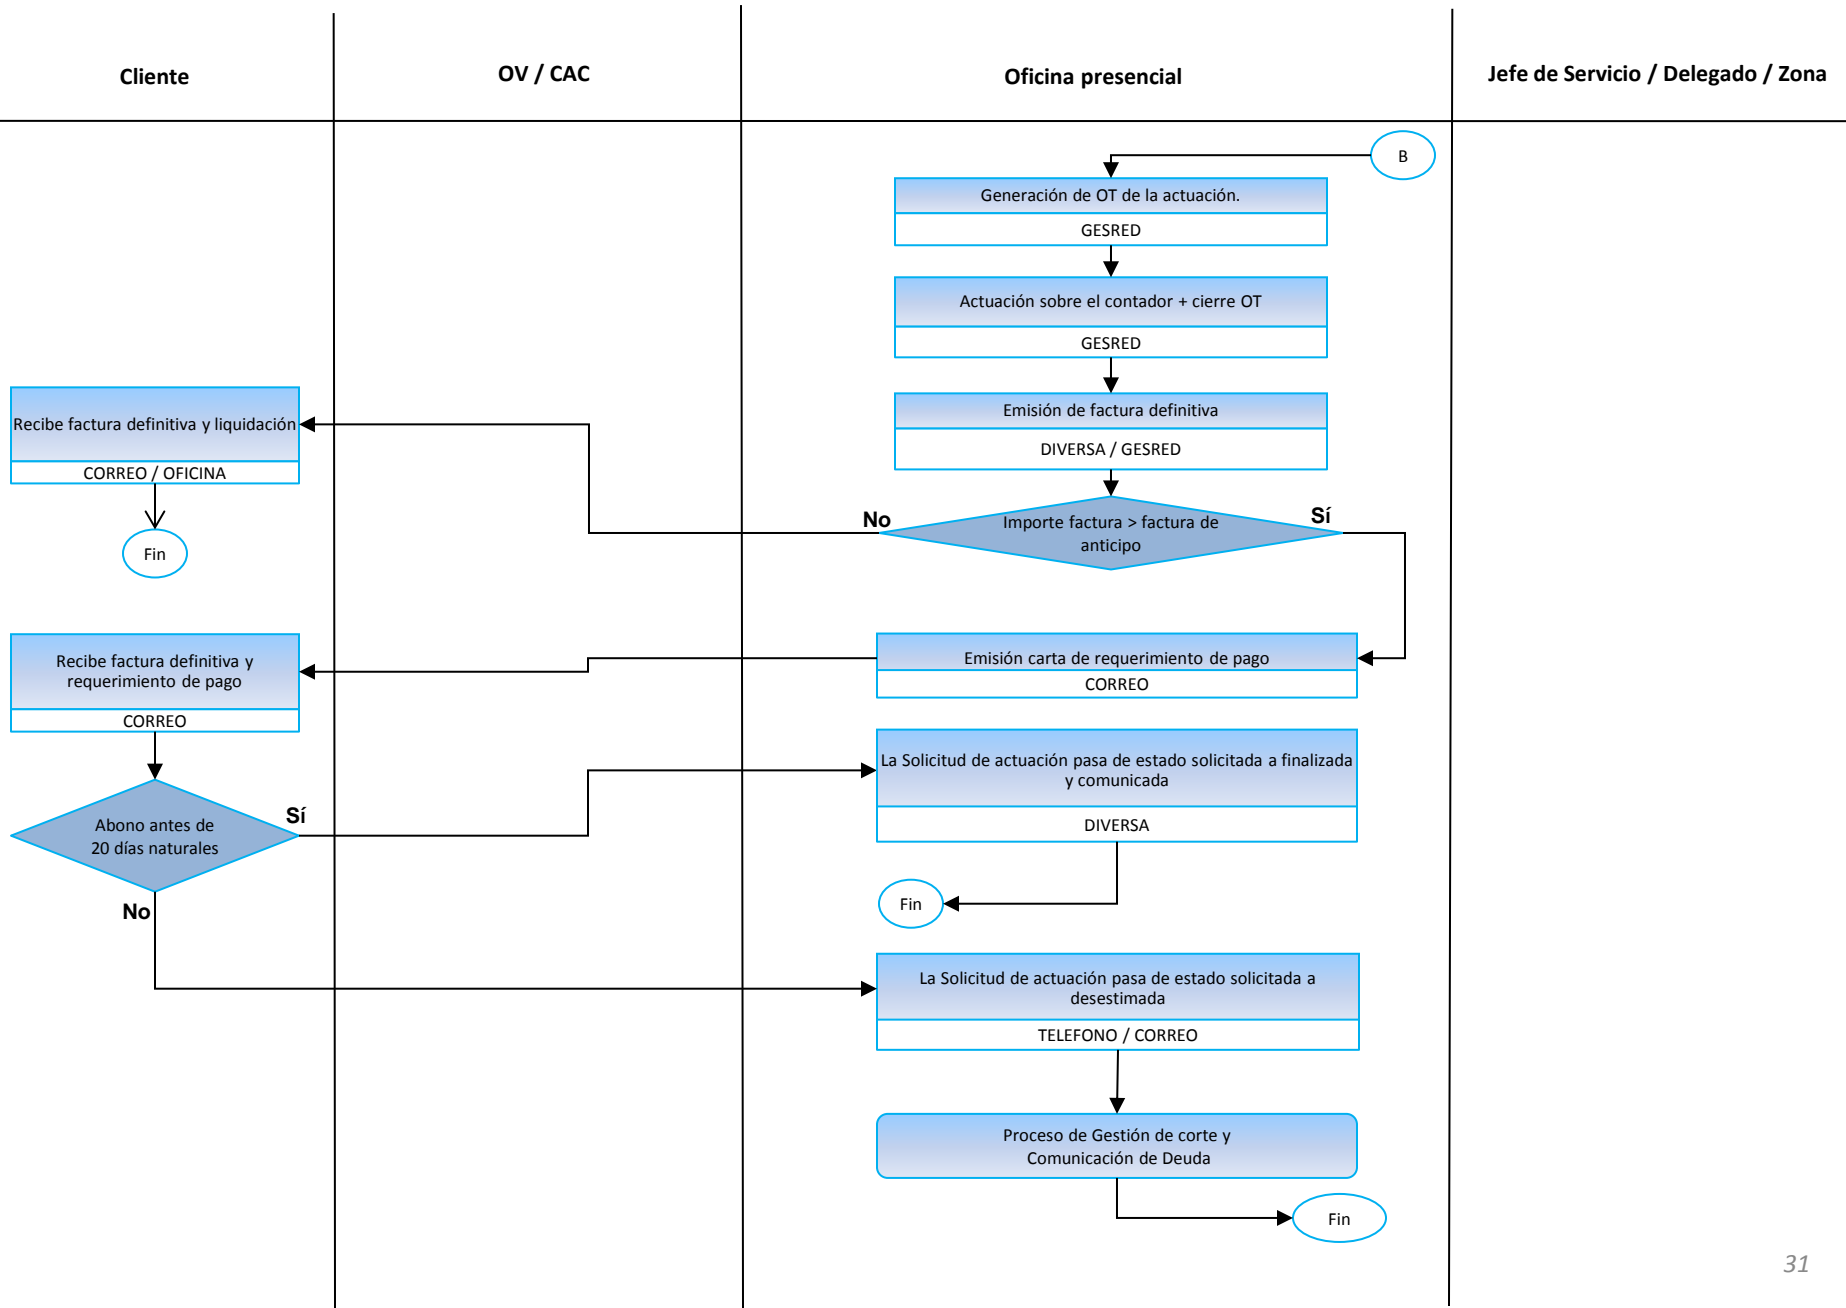 Cliente
OV / CAC
Oficina presencial
Jefe de Servicio / Delegado / Zona
B
Generación de OT de la actuación.
GESRED
Actuación sobre el contador + cierre OT
GESRED
Emisión de factura definitiva
DIVERSA / GESRED
Recibe factura definitiva y liquidación
CORREO / OFICINA
Fin
No
Importe factura > factura de
anticipo
Sí
Emisión carta de requerimiento de pago
CORREO
Recibe factura definitiva y
requerimiento de pago
CORREO
Abono antes de
20 días naturales
Sí
No
La Solicitud de actuación pasa de estado solicitada a finalizada
y comunicada
DIVERSA
Fin
La Solicitud de actuación pasa de estado solicitada a
desestimada
TELEFONO / CORREO
Proceso de Gestión de corte y
Comunicación de Deuda
Fin
31